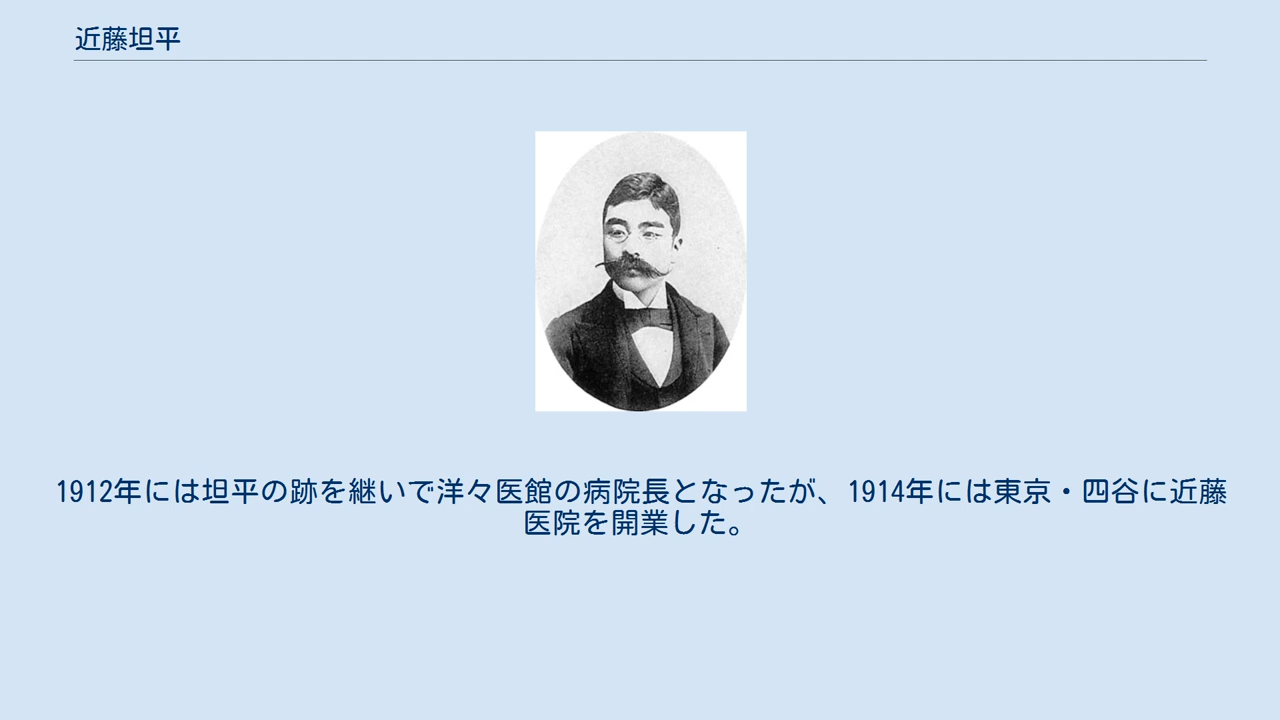 近藤坦平
1912年には坦平の跡を継いで洋々医館の病院長となったが、1914年には東京・四谷に近藤
医院を開業した。